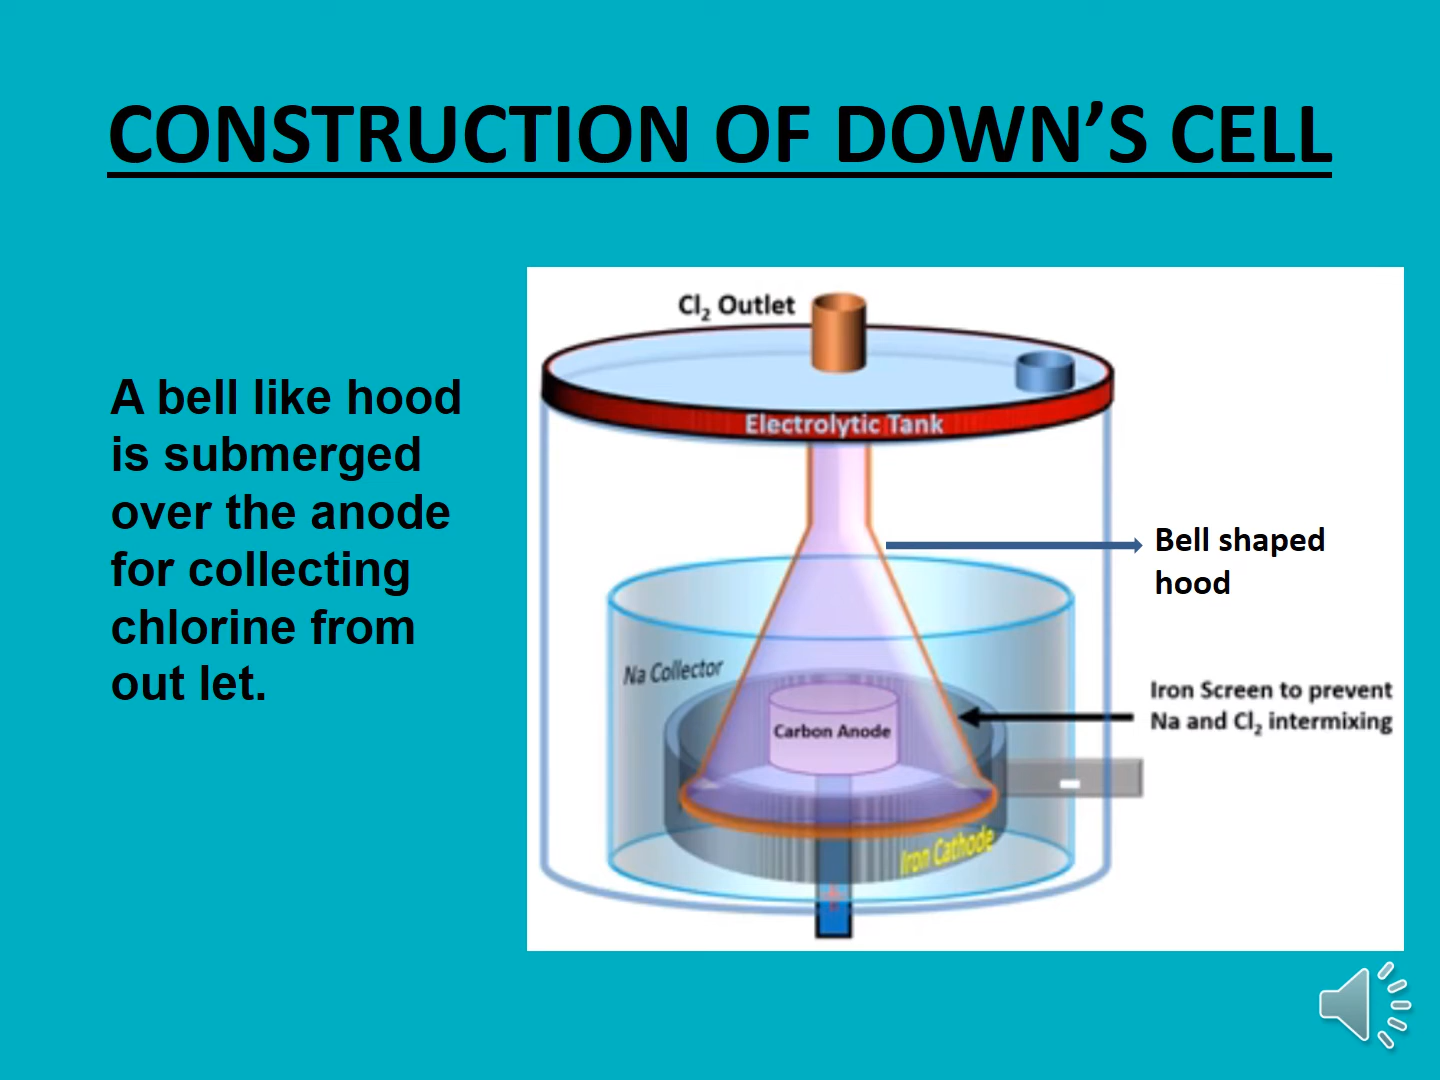 CONSTRUCTION OF DOWN’S CELL
A bell like hood
is submerged
over the anode
for collecting
chlorine from
out let.
Cl₂ Outlet
Electrolytic Tank
Bell shaped
hood
Na Collector
Iron Screen to prevent
Na and Cl₂ intermixing
Carbon Anode
-
Iron Cathode
+